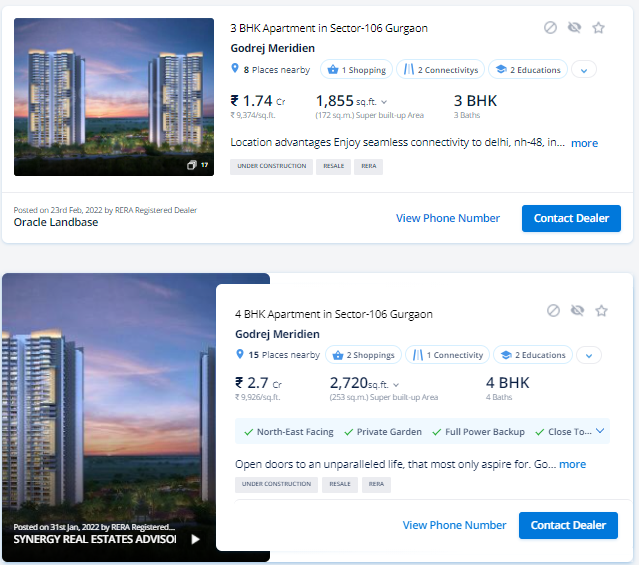 3 BHK Apartment in Sector-106 Gurgaon
Godrej Meridien
8 Places nearby 1 Shopping 2 Connectivitys 2 Educations
₹ 1.74 Cr 1,855 sq.ft. 3 BHK
₹ 9,374/sq.ft. (172 sq.m.) Super built-up Area 3 Baths
17
Location advantages Enjoy seamless connectivity to delhi, nh-48, in... more
UNDER CONSTRUCTION RESALE RERA
Posted on 23rd Feb, 2022 by RERA Registered Dealer
Oracle Landbase
View Phone Number Contact Dealer
4 BHK Apartment in Sector-106 Gurgaon
Godrej Meridien
15 Places nearby 2 Shoppings 1 Connectivity 2 Educations
₹ 2.7 Cr 2,720sq.ft. 4 BHK
₹ 9,926/sq.ft. (253 sq.m.) Super built-up Area 4 Baths
North-East Facing Private Garden Full Power Backup Close To...
Open doors to an unparalleled life, that most only aspire for. Go... more
UNDER CONSTRUCTION RESALE RERA
Posted on 31st Jan, 2022 by RERA Registered...
SYNERGY REAL ESTATES ADVISO
View Phone Number Contact Dealer